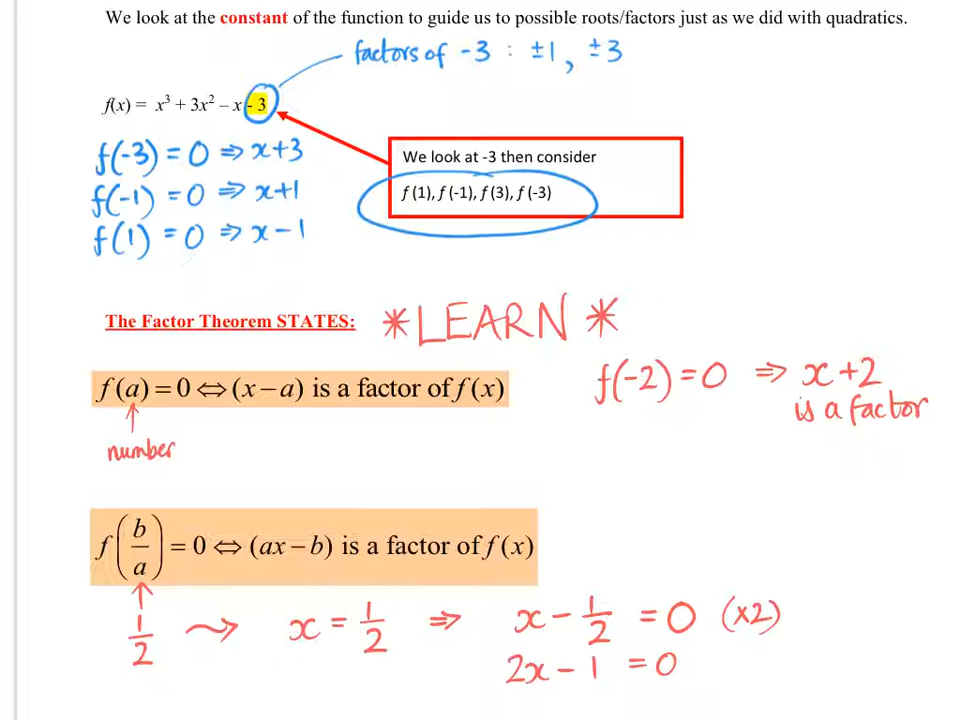 We look at the constant of the function to guide us to possible roots/factors just as we did with quadratics.
factors of -3 : ±1, ±3
f(x) = x³ + 3x² – x - 3
f(-3) = 0 ⇒ x+3
We look at -3 then consider
f(-1) = 0 ⇒ x+1
f (1), f (-1), f (3), f (-3)
f(1) = 0 ⇒ x-1
The Factor Theorem STATES: *LEARN*
f(a) = 0 ⇔ (x − a) is a factor of f(x)
f(-2) = 0 ⇒ x+2
is a factor
↑
number
f(b/a) = 0 ⇔ (ax − b) is a factor of f(x)
↑
1/2 ⇝ x = 1/2 ⇒ x - 1/2 = 0 (×2)
2x - 1 = 0